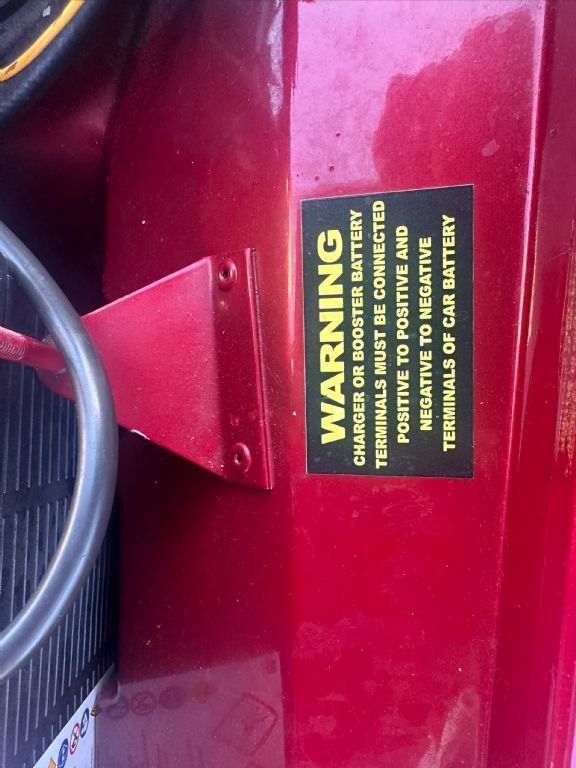 WARNING
CHARGER OR BOOSTER BATTERY
TERMINALS MUST BE CONNECTED
POSITIVE TO POSITIVE AND
NEGATIVE TO NEGATIVE
TERMINALS OF CAR BATTERY